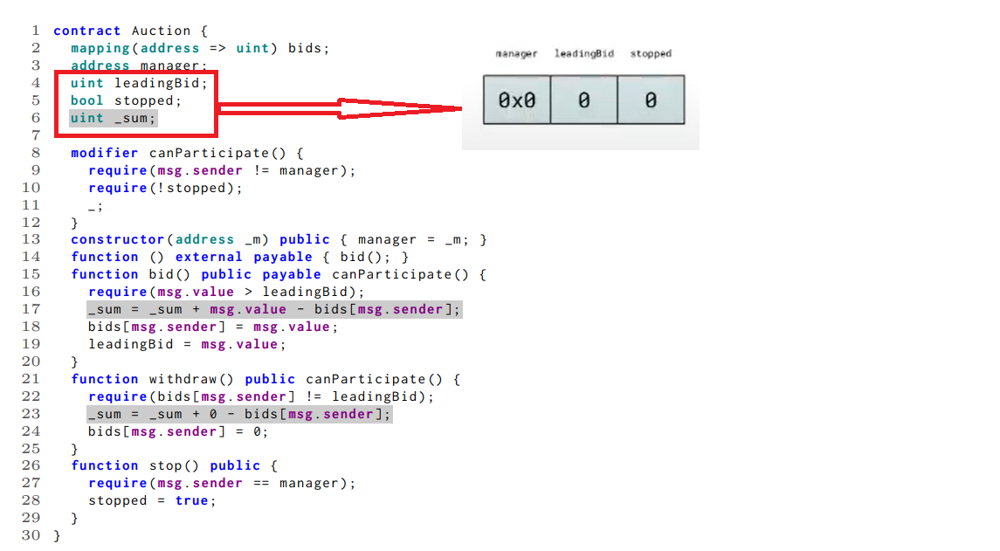 1 contract Auction {
2 mapping(address => uint) bids;
3 address manager;
4 uint leadingBid;
5 bool stopped;
6 uint _sum;
7
8 modifier canParticipate() {
9 require(msg.sender != manager);
10 require(!stopped);
11 _;
12 }
13 constructor(address _m) public { manager = _m; }
14 function () external payable { bid(); }
15 function bid() public payable canParticipate() {
16 require(msg.value > leadingBid);
17 _sum = _sum + msg.value - bids[msg.sender];
18 bids[msg.sender] = msg.value;
19 leadingBid = msg.value;
20 }
21 function withdraw() public canParticipate() {
22 require(bids[msg.sender] != leadingBid);
23 _sum = _sum + 0 - bids[msg.sender];
24 bids[msg.sender] = 0;
25 }
26 function stop() public {
27 require(msg.sender == manager);
28 stopped = true;
29 }
30 }
manager leadingBid stopped
0x0 0 0